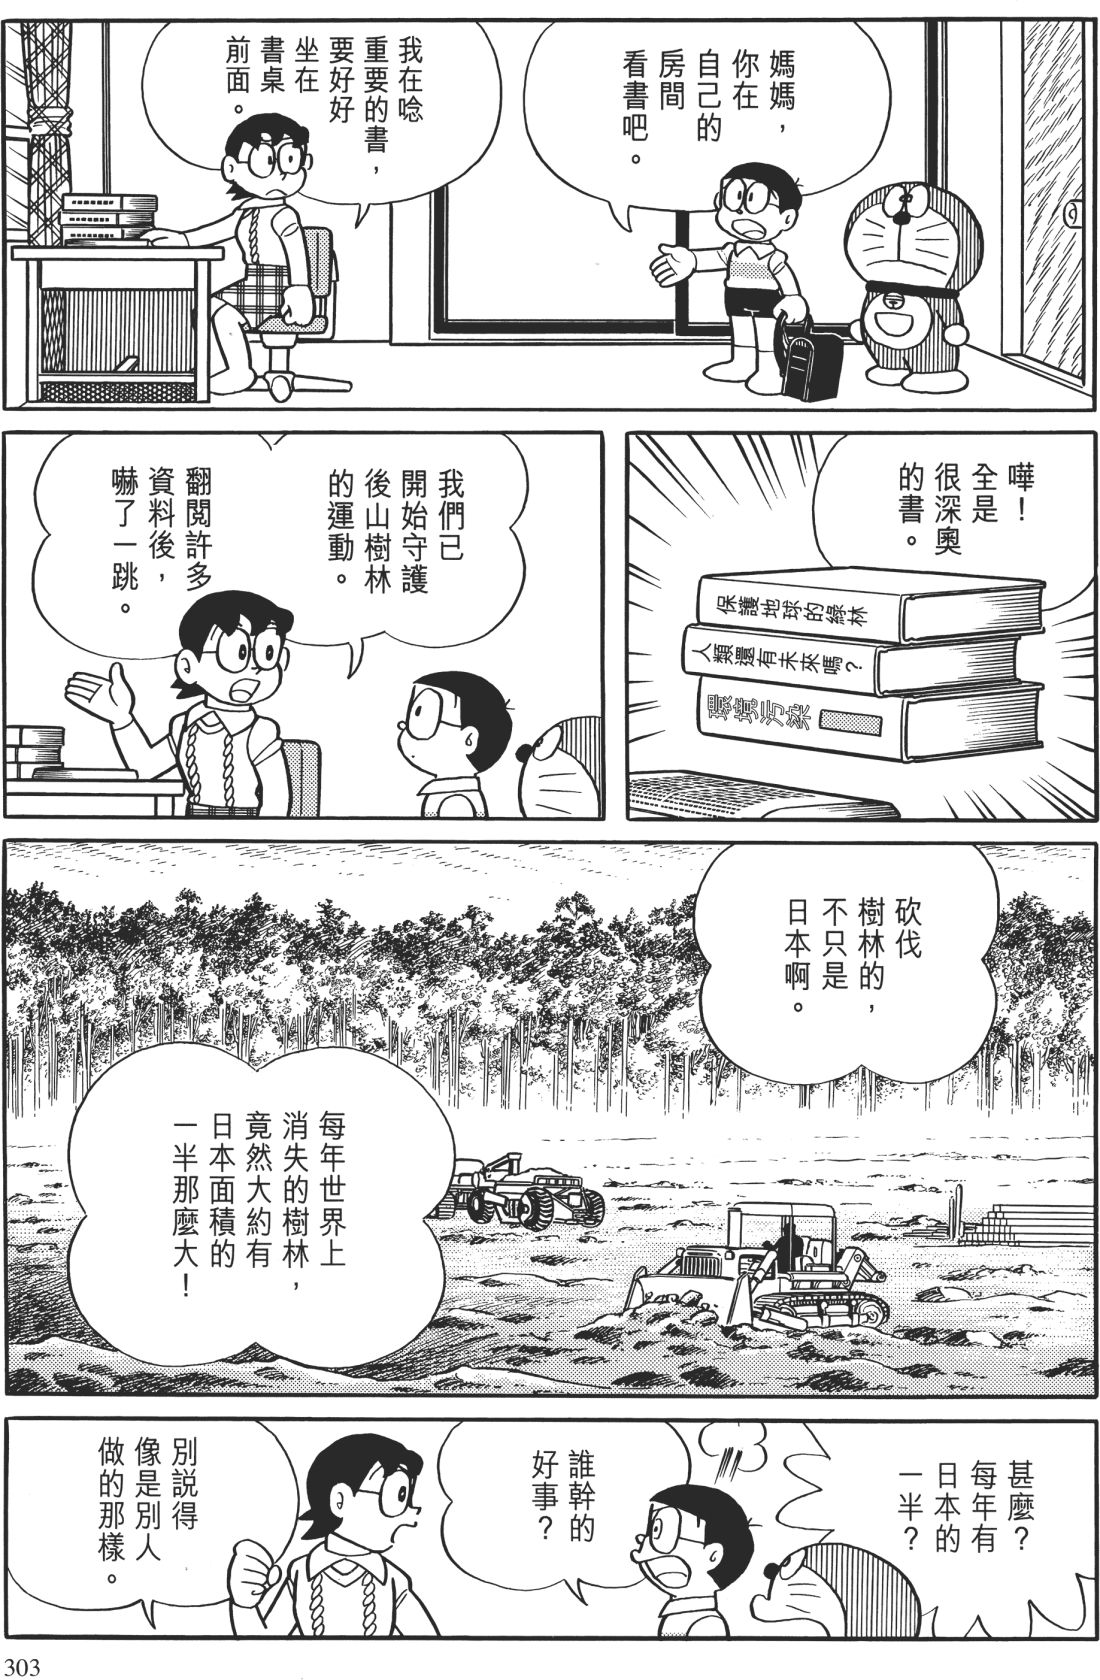 媽媽，
你在
自己的
房間
看書吧。
我在唸
重要的書，
要好好
坐在
書桌
前面。
嘩！
全是
很深奧
的書。
保護地球的綠林
人類還有未來嗎？
環境污染
我們已
開始守護
後山樹林
的運動。
翻閱許多
資料後，
嚇了一跳。
砍伐
樹林的，
不只是
日本啊。
每年世界上
消失的樹林，
竟然大約有
日本面積的
一半那麼大！
甚麼？
每年有
日本的
一半？
誰幹的
好事？
別説得
像是別人
做的那樣。
303